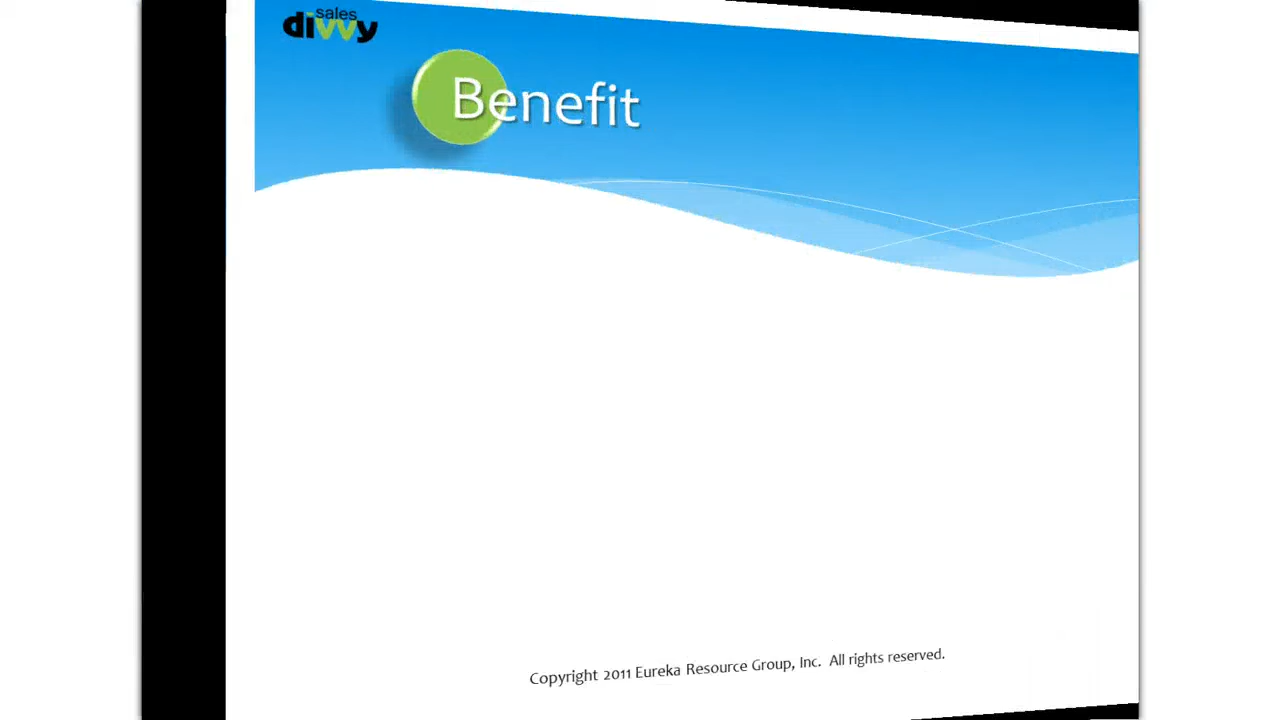 sales
divvy
Benefit
Copyright 2011 Eureka Resource Group, Inc.  All rights reserved.